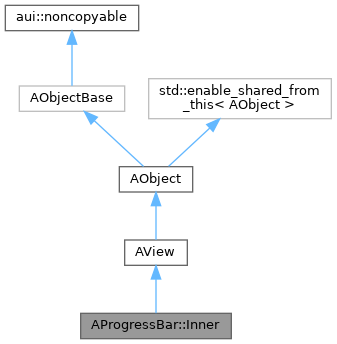 aui::noncopyable
AObjectBase
std::enable_shared_from
_this< AObject >
AObject
AView
AProgressBar::Inner